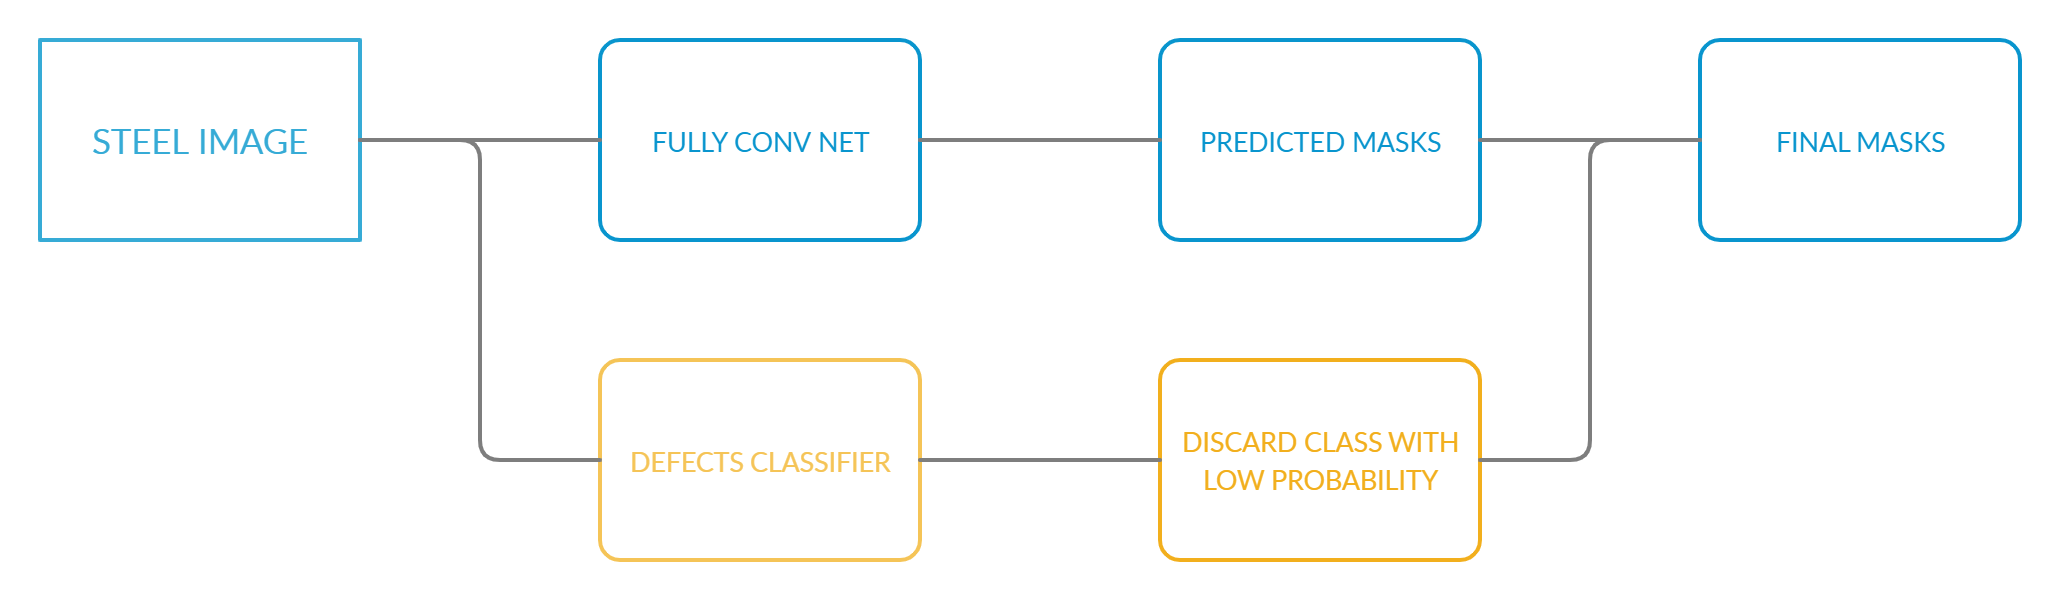 STEEL IMAGE
FULLY CONV NET
PREDICTED MASKS
FINAL MASKS
DEFECTS CLASSIFIER
DISCARD CLASS WITH
LOW PROBABILITY